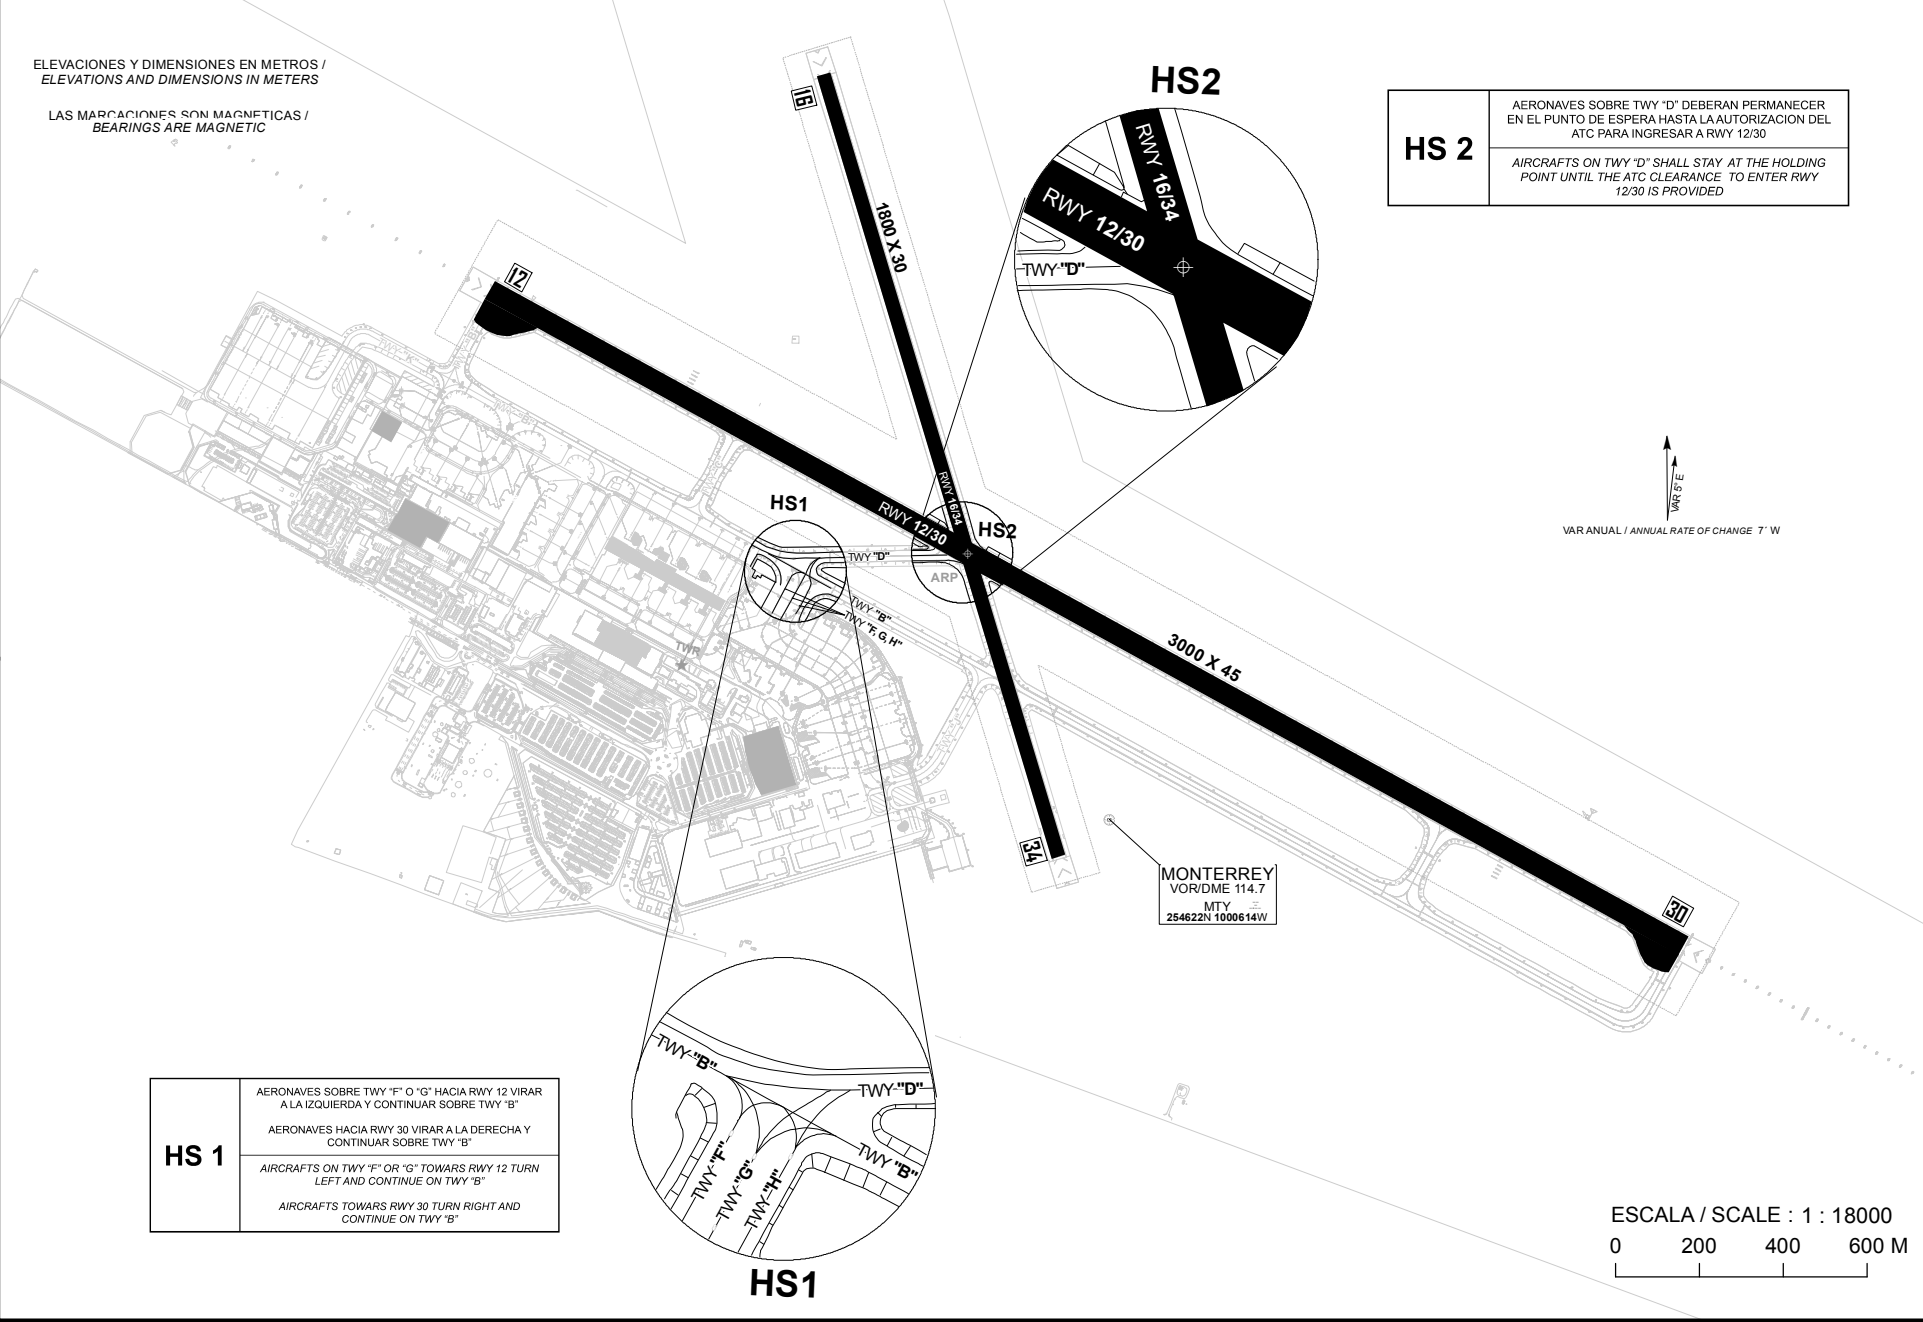 ELEVACIONES Y DIMENSIONES EN METROS /
ELEVATIONS AND DIMENSIONS IN METERS
LAS MARCACIONES SON MAGNETICAS /
BEARINGS ARE MAGNETIC
16
1800 X 30
HS2
RWY 16/34
RWY 12/30
TWY "D"
HS 2
AERONAVES SOBRE TWY “D” DEBERAN PERMANECER
EN EL PUNTO DE ESPERA HASTA LA AUTORIZACION DEL
ATC PARA INGRESAR A RWY 12/30
AIRCRAFTS ON TWY “D” SHALL STAY AT THE HOLDING
POINT UNTIL THE ATC CLEARANCE TO ENTER RWY
12/30 IS PROVIDED
12
VAR 5° E
VAR ANUAL / ANNUAL RATE OF CHANGE 7' W
HS1
RWY 12/30
RWY 16/34
HS2
TWY "D"
ARP
TWY "B"
TWY "F, G, H"
TWR
3000 X 45
34
MONTERREY
VOR/DME 114.7
MTY
254622N 1000614W
30
TWY "B"
TWY "D"
TWY "B"
TWY "F"
TWY "G"
TWY "H"
HS1
HS 1
AERONAVES SOBRE TWY “F” O “G” HACIA RWY 12 VIRAR
A LA IZQUIERDA Y CONTINUAR SOBRE TWY “B”
AERONAVES HACIA RWY 30 VIRAR A LA DERECHA Y
CONTINUAR SOBRE TWY “B”
AIRCRAFTS ON TWY “F” OR “G” TOWARS RWY 12 TURN
LEFT AND CONTINUE ON TWY “B”
AIRCRAFTS TOWARS RWY 30 TURN RIGHT AND
CONTINUE ON TWY “B”
ESCALA / SCALE : 1 : 18000
0 200 400 600 M